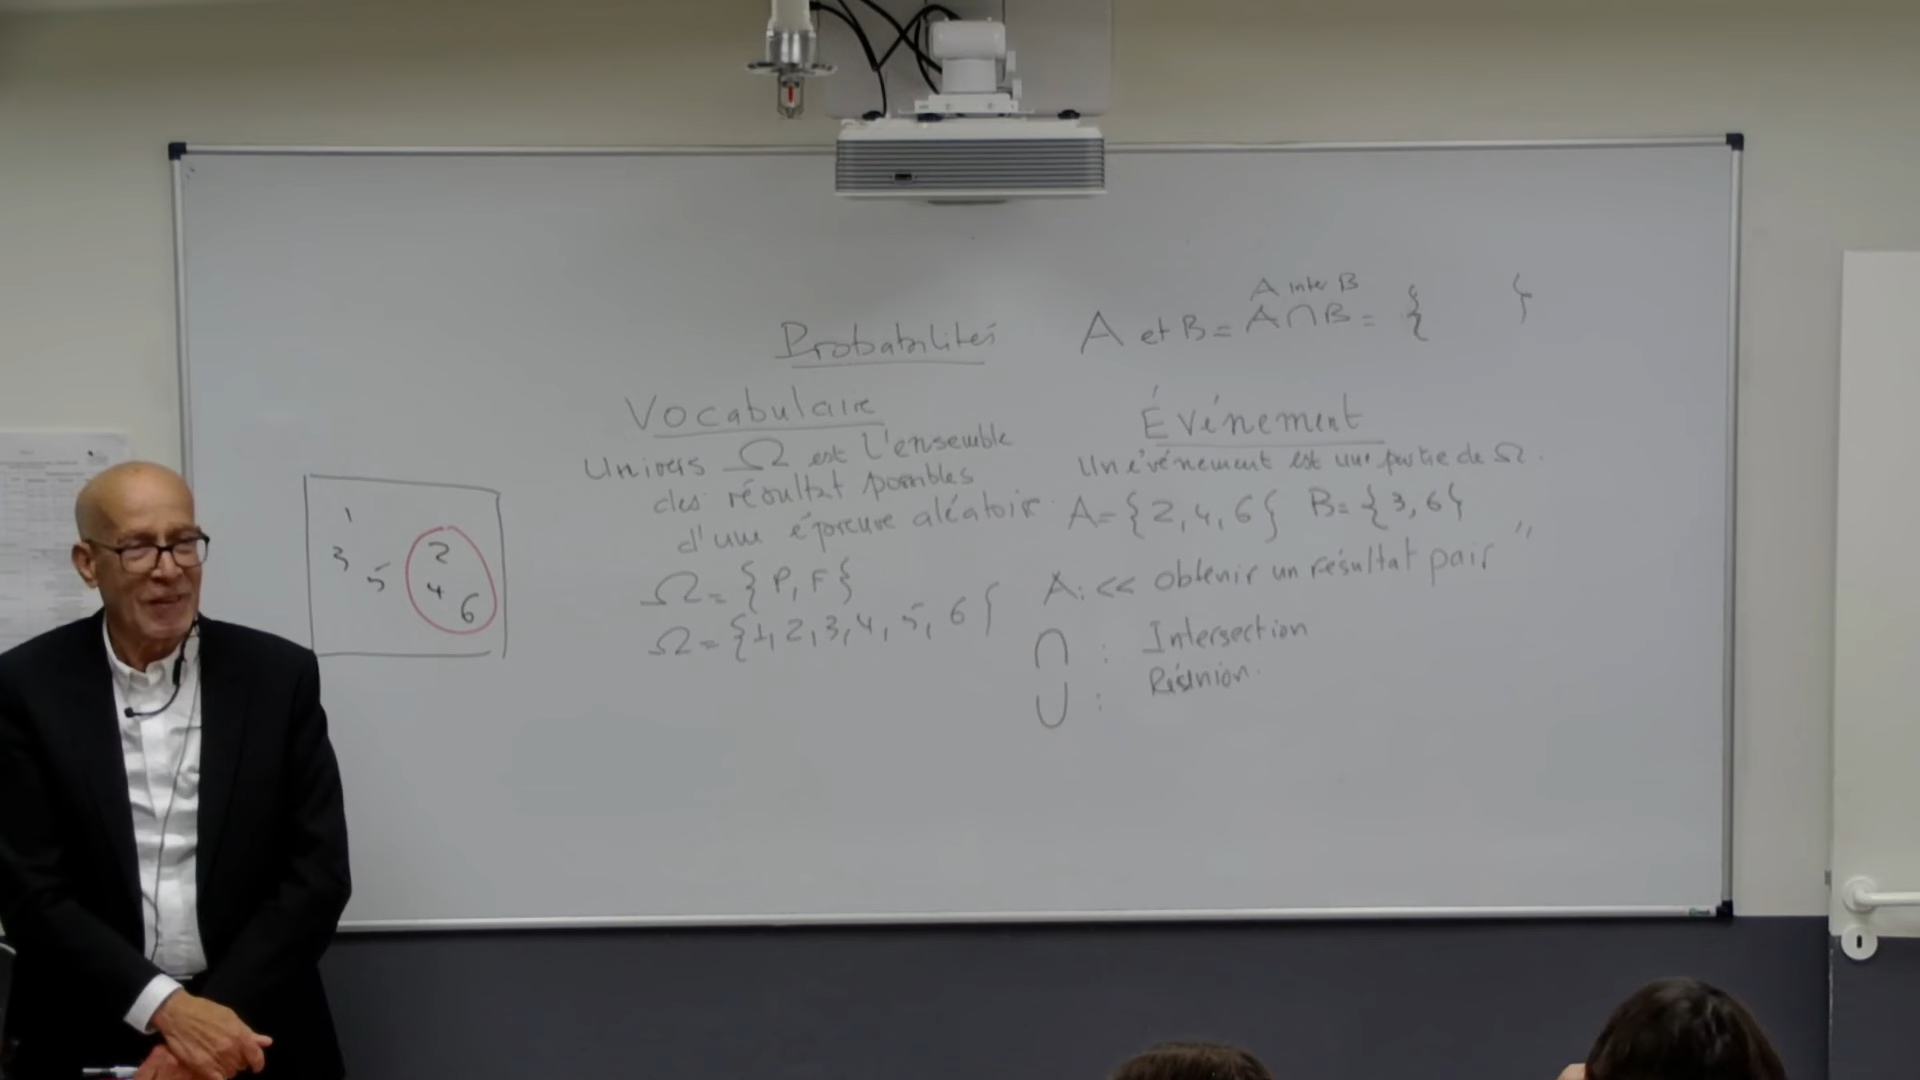 Probabilités
A inter B
A et B = A∩B = { }
Vocabulaire
Univers Ω est l'ensemble
des résultat possibles
d'une épreuve aléatoire.
Ω = {P, F}
Ω = {1, 2, 3, 4, 5, 6}
Événement
Un événement est une partie de Ω.
A = {2, 4, 6} B = {3, 6}
A: << obtenir un résultat pair "
∩ : Intersection
∪ : Réunion.
1
3 5 2
4
6